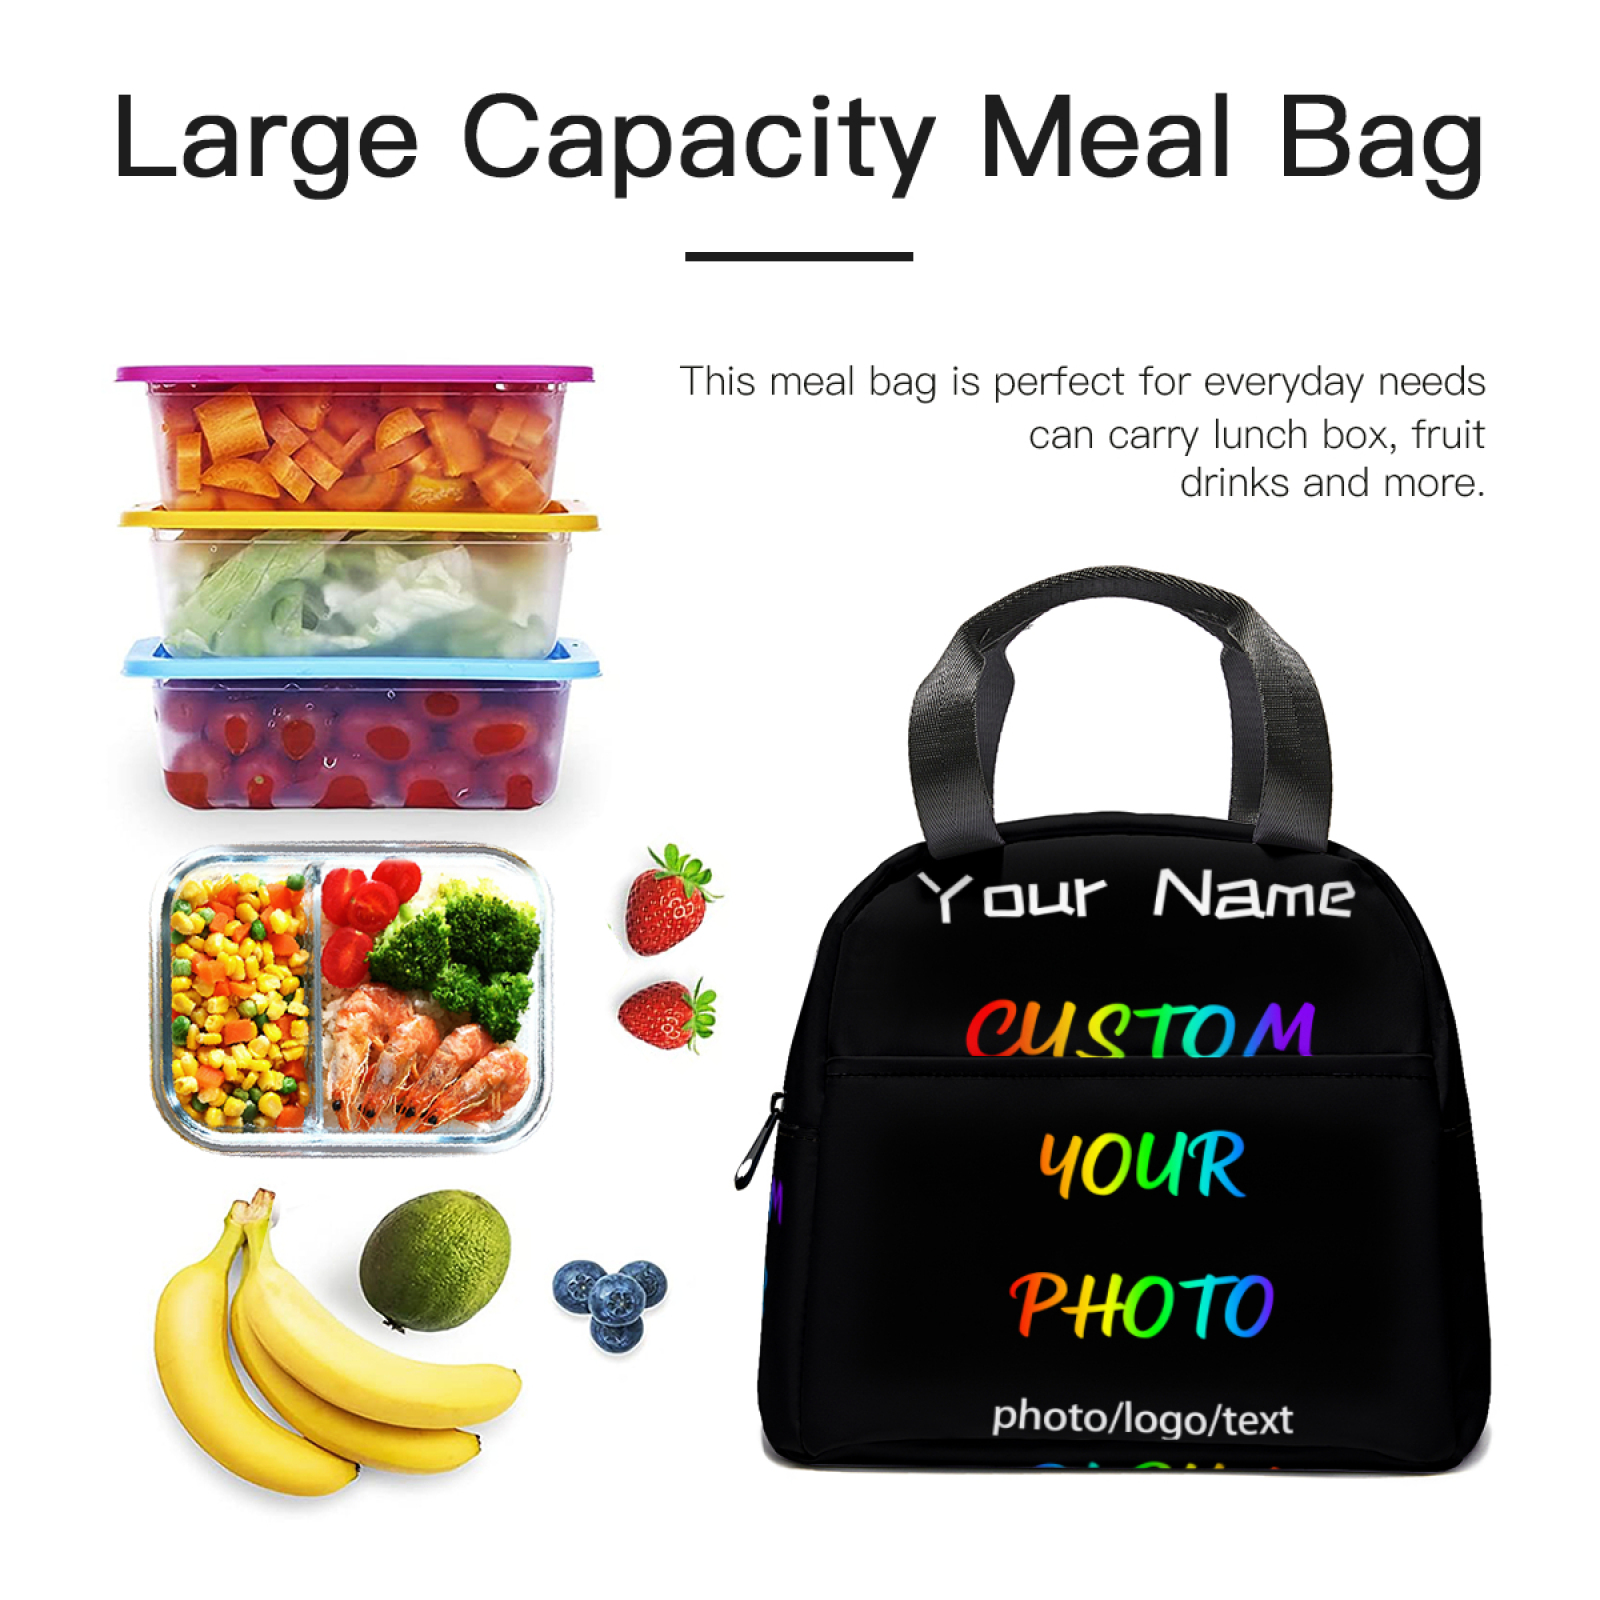 Large Capacity Meal Bag
This meal bag is perfect for everyday needs
can carry lunch box, fruit
drinks and more.
Your Name
CUSTOM
YOUR
PHOTO
photo/logo/text